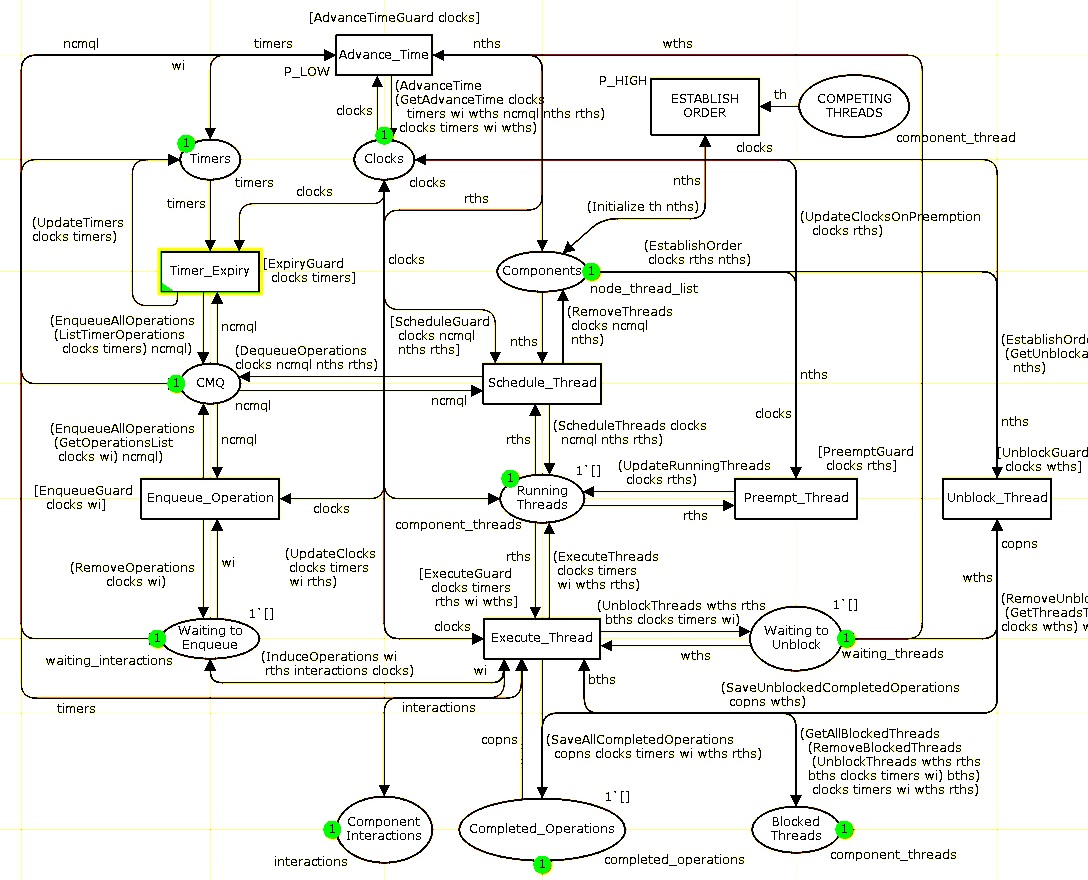 [AdvanceTimeGuard clocks]
ncmql
timers
Advance_Time
nths
wths
wi
P_LOW
(AdvanceTime
(GetAdvanceTime clocks
timers wi wths ncmql nths rths)
clocks timers wi wths)
clocks
P_HIGH
ESTABLISH
ORDER
th
COMPETING
THREADS
component_thread
clocks
1
Timers
timers
1
Clocks
clocks
timers
clocks
rths
nths
(Initialize th nths)
(UpdateTimers
clocks timers)
(UpdateClocksOnPreemption
clocks rths)
(EstablishOrder
clocks rths nths)
clocks
Timer_Expiry
[ExpiryGuard
clocks timers]
Components
1
node_thread_list
(EnqueueAllOperations
(ListTimerOperations
clocks timers) ncmql)
ncmql
[ScheduleGuard
clocks ncmql
nths rths]
nths
(RemoveThreads
clocks ncmql
nths)
(EstablishOrde
(GetUnblocka
nths)
(DequeueOperations
clocks ncmql nths rths)
1
CMQ
ncmql
ncmql
Schedule_Thread
nths
clocks
nths
(EnqueueAllOperations
(GetOperationsList
clocks wi) ncmql)
ncmql
rths
(ScheduleThreads clocks
ncmql nths rths)
[PreemptGuard
clocks rths]
[UnblockGuard
clocks wths]
[EnqueueGuard
clocks wi]
Enqueue_Operation
clocks
1
1`[]
Running
Threads
component_threads
(UpdateRunningThreads
clocks rths)
rths
Preempt_Thread
Unblock_Thread
copns
(RemoveOperations
clocks wi)
wi
(UpdateClocks
clocks timers
wi rths)
rths
(ExecuteThreads
clocks timers
wi wths rths)
[ExecuteGuard
clocks timers
rths wi wths]
wths
(RemoveUnblo
(GetThreadsT
clocks wths) w
1`[]
1
Waiting to
Enqueue
waiting_interactions
clocks
Execute_Thread
(UnblockThreads wths rths
bths clocks timers wi)
wths
1`[]
Waiting to
Unblock
1
waiting_threads
(InduceOperations wi
rths interactions clocks)
wi
bths
(SaveUnblockedCompletedOperations
copns wths)
timers
interactions
copns
(SaveAllCompletedOperations
copns clocks timers wi wths rths)
(GetAllBlockedThreads
(RemoveBlockedThreads
(UnblockThreads wths rths
bths clocks timers wi) bths)
clocks timers wi wths rths)
1`[]
1
Component
Interactions
interactions
Completed_Operations
1
completed_operations
Blocked
Threads
1
component_threads